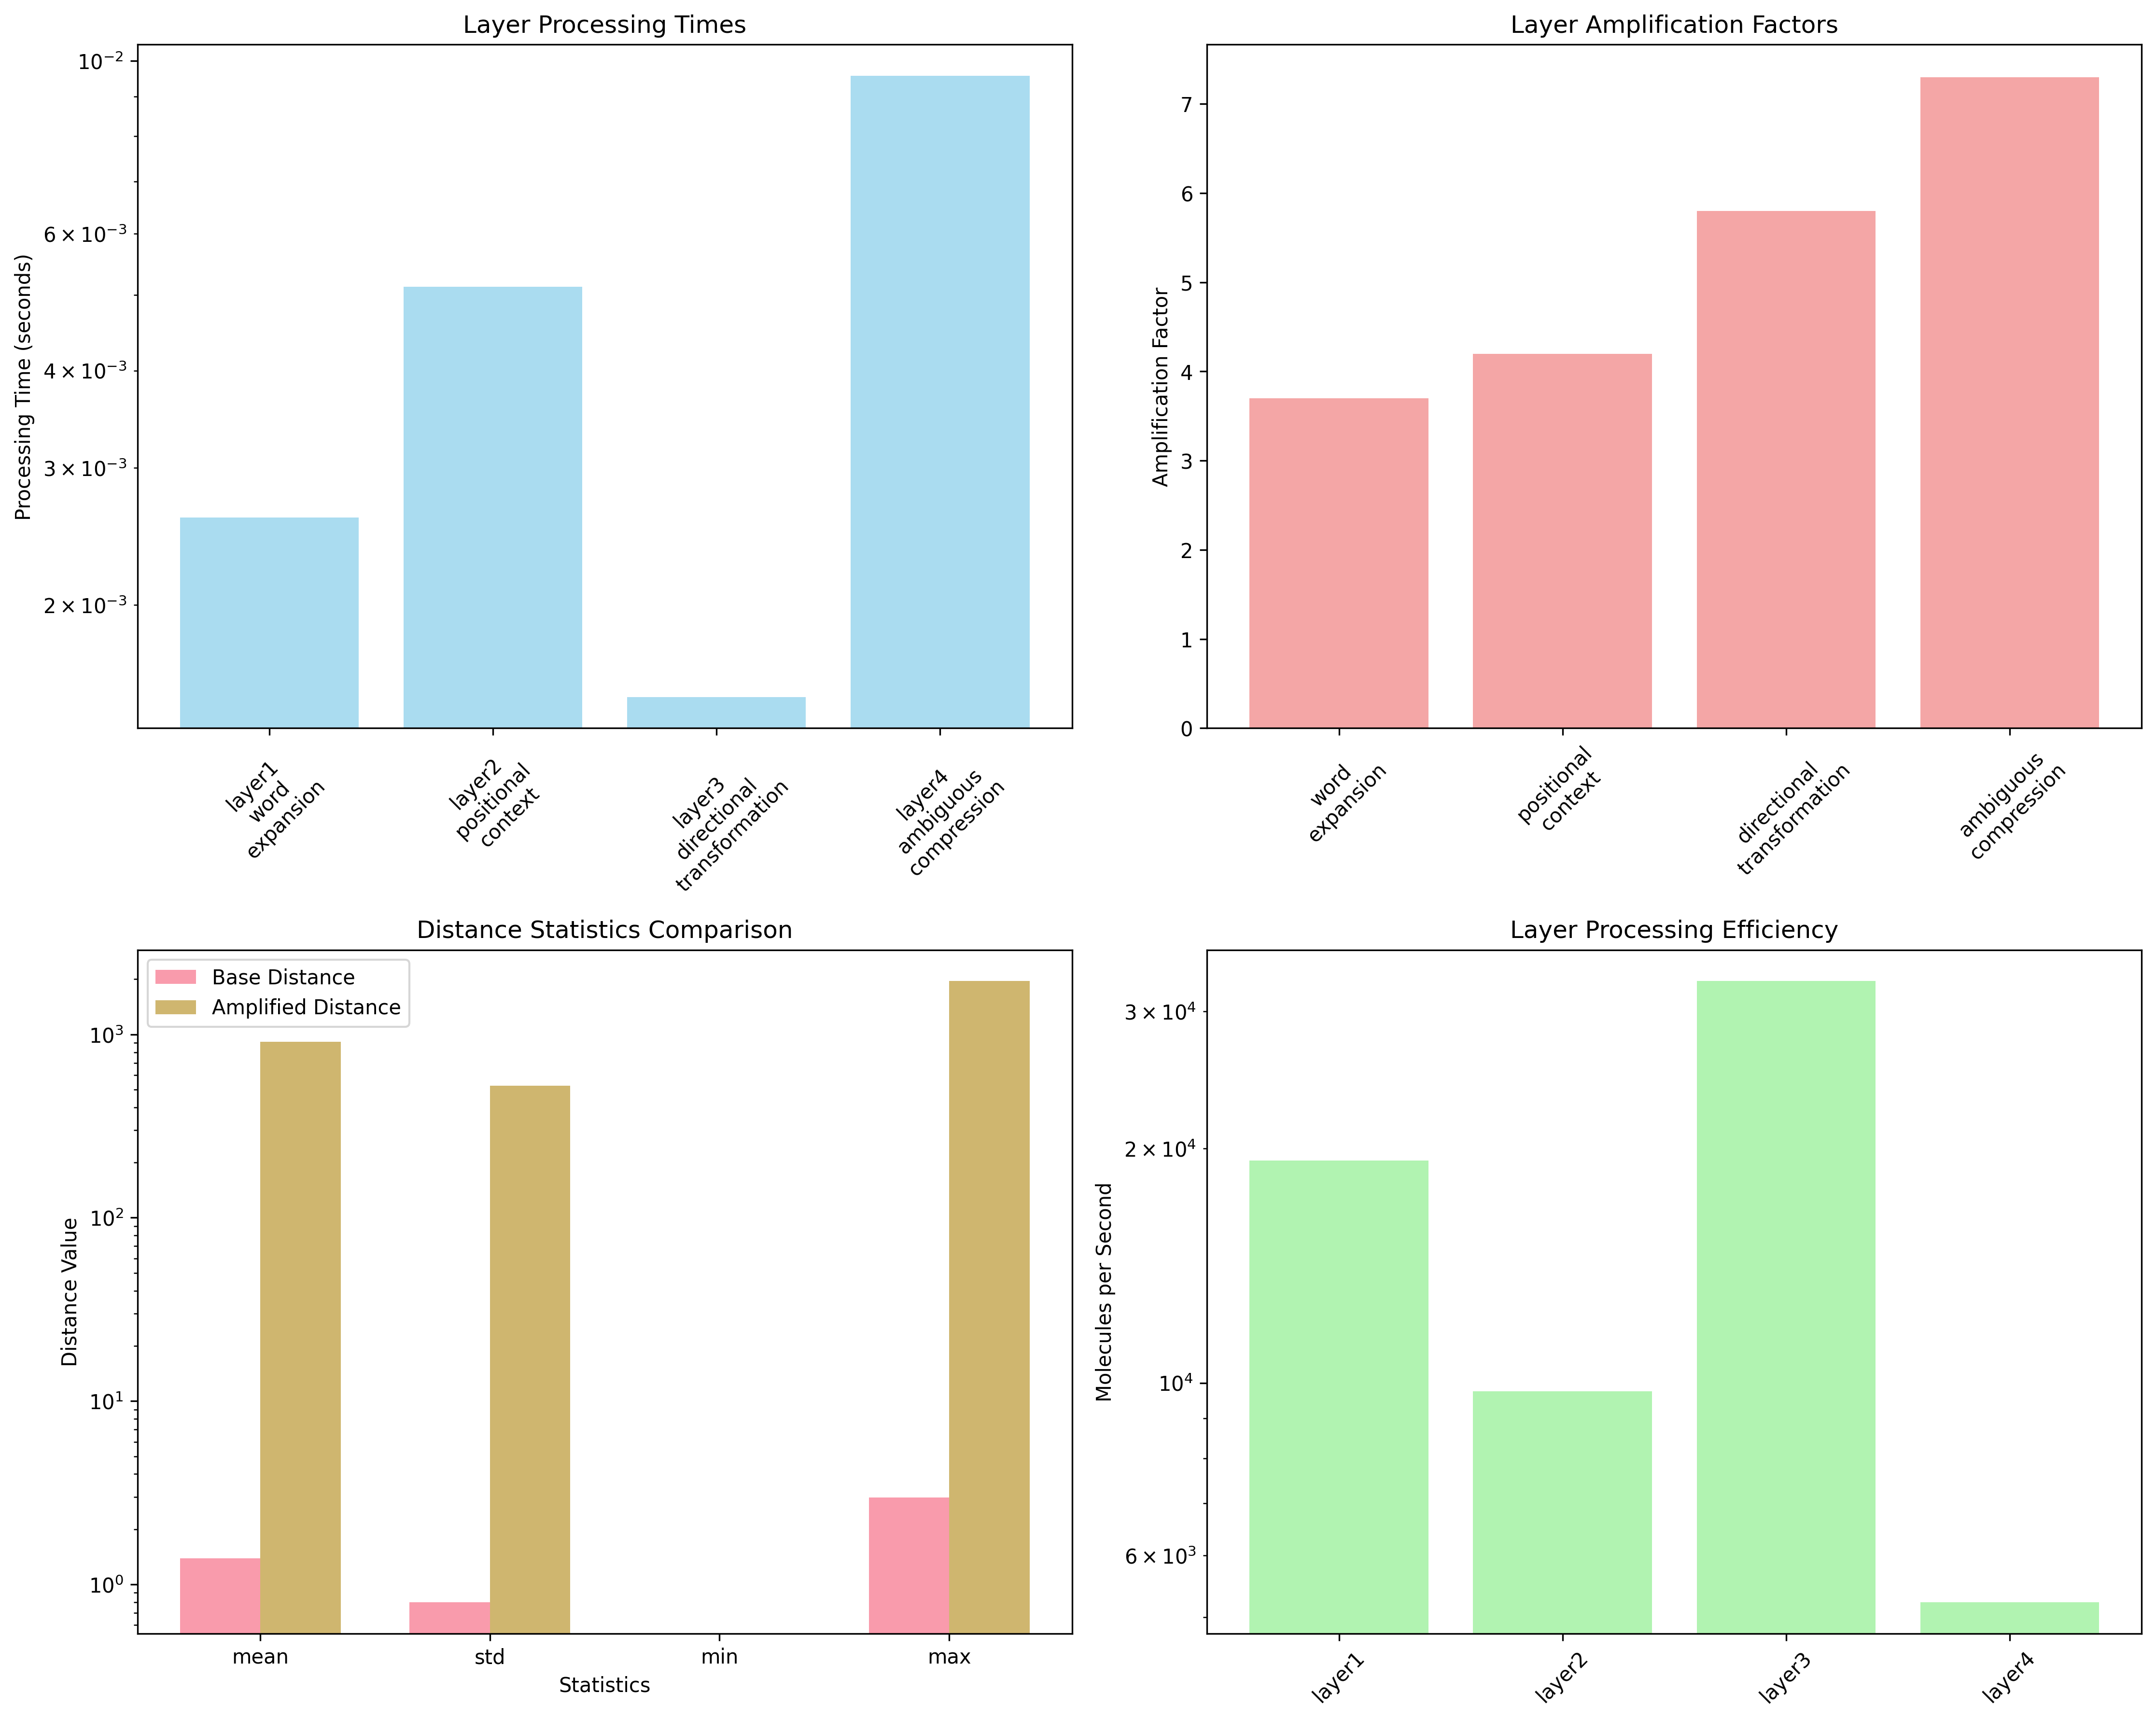 Layer Processing Times
Processing Time (seconds)
10⁻²
6 × 10⁻³
4 × 10⁻³
3 × 10⁻³
2 × 10⁻³
layer1
word
expansion
layer2
positional
context
layer3
directional
transformation
layer4
ambiguous
compression
Layer Amplification Factors
Amplification Factor
7
6
5
4
3
2
1
0
word
expansion
positional
context
directional
transformation
ambiguous
compression
Distance Statistics Comparison
Base Distance
Amplified Distance
Distance Value
10³
10²
10¹
10⁰
mean
std
min
max
Statistics
Layer Processing Efficiency
Molecules per Second
3 × 10⁴
2 × 10⁴
10⁴
6 × 10³
layer1
layer2
layer3
layer4